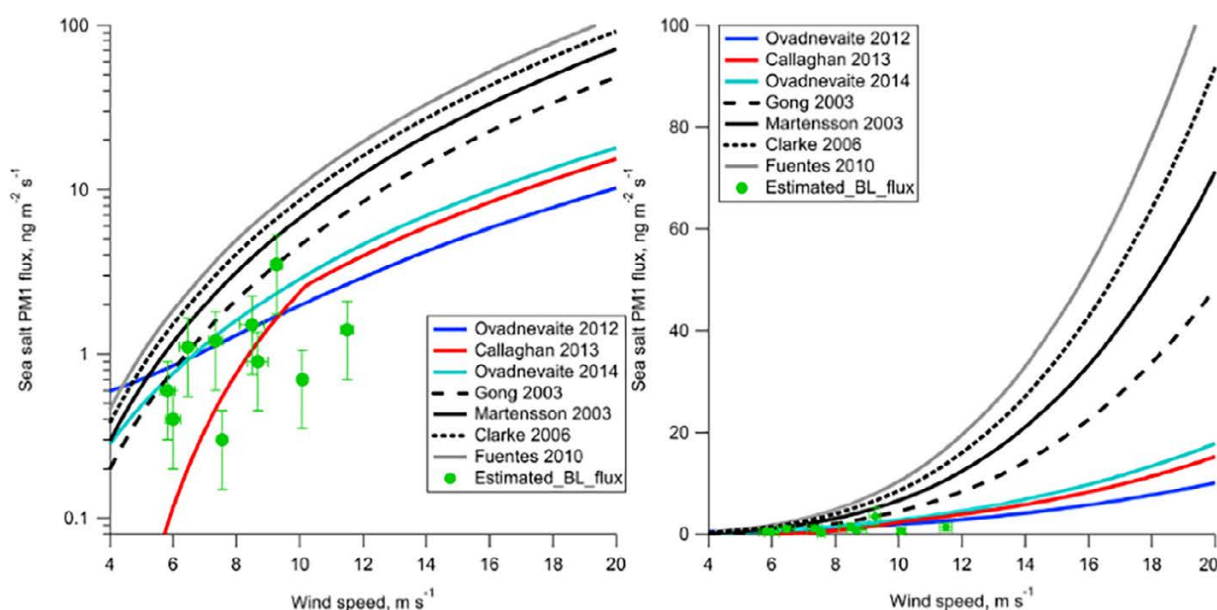 100
10
1
0.1
Sea salt PM1 flux, ng m⁻² s⁻¹
4 6 8 10 12 14 16 18 20
Wind speed, m s⁻¹
Ovadnevaite 2012
Callaghan 2013
Ovadnevaite 2014
Gong 2003
Martensson 2003
Clarke 2006
Fuentes 2010
Estimated_BL_flux
100
80
60
40
20
0
Sea salt PM1 flux, ng m⁻² s⁻¹
4 6 8 10 12 14 16 18 20
Wind speed, m s⁻¹
Ovadnevaite 2012
Callaghan 2013
Ovadnevaite 2014
Gong 2003
Martensson 2003
Clarke 2006
Fuentes 2010
Estimated_BL_flux